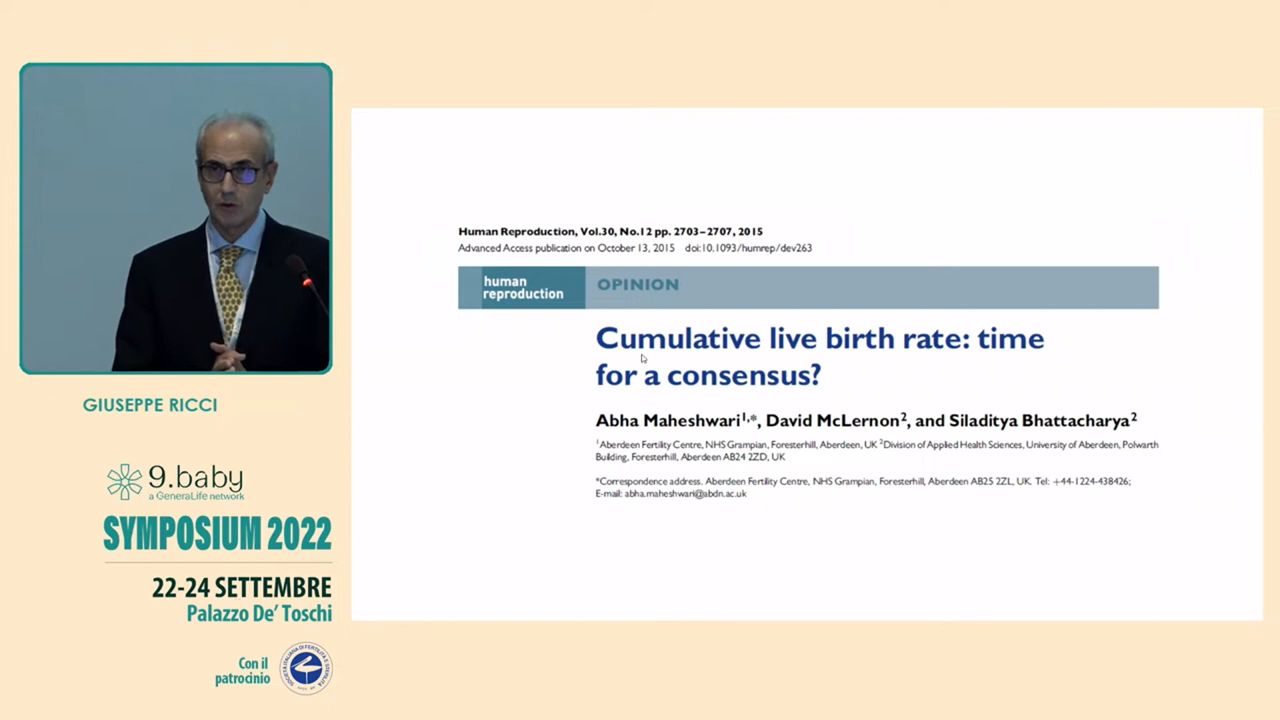 GIUSEPPE RICCI
9.baby
a GeneraLife network
SYMPOSIUM 2022
22-24 SETTEMBRE
Palazzo De' Toschi
Con il
patrocinio
SOCIETÀ ITALIANA DI FERTILITÀ E STERILITÀ
Human Reproduction, Vol.30, No.12 pp. 2703–2707, 2015
Advanced Access publication on October 13, 2015 doi:10.1093/humrep/dev263
human
reproduction
OPINION
Cumulative live birth rate: time
for a consensus?
Abha Maheshwari1,*, David McLernon2, and Siladitya Bhattacharya2
1Aberdeen Fertility Centre, NHS Grampian, Foresterhill, Aberdeen, UK 2Division of Applied Health Sciences, University of Aberdeen, Polwarth
Building, Foresterhill, Aberdeen AB24 2ZD, UK
*Correspondence address. Aberdeen Fertility Centre, NHS Grampian, Foresterhill, Aberdeen AB25 2ZL, UK. Tel: +44-1224-438426;
E-mail: abha.maheshwari@abdn.ac.uk